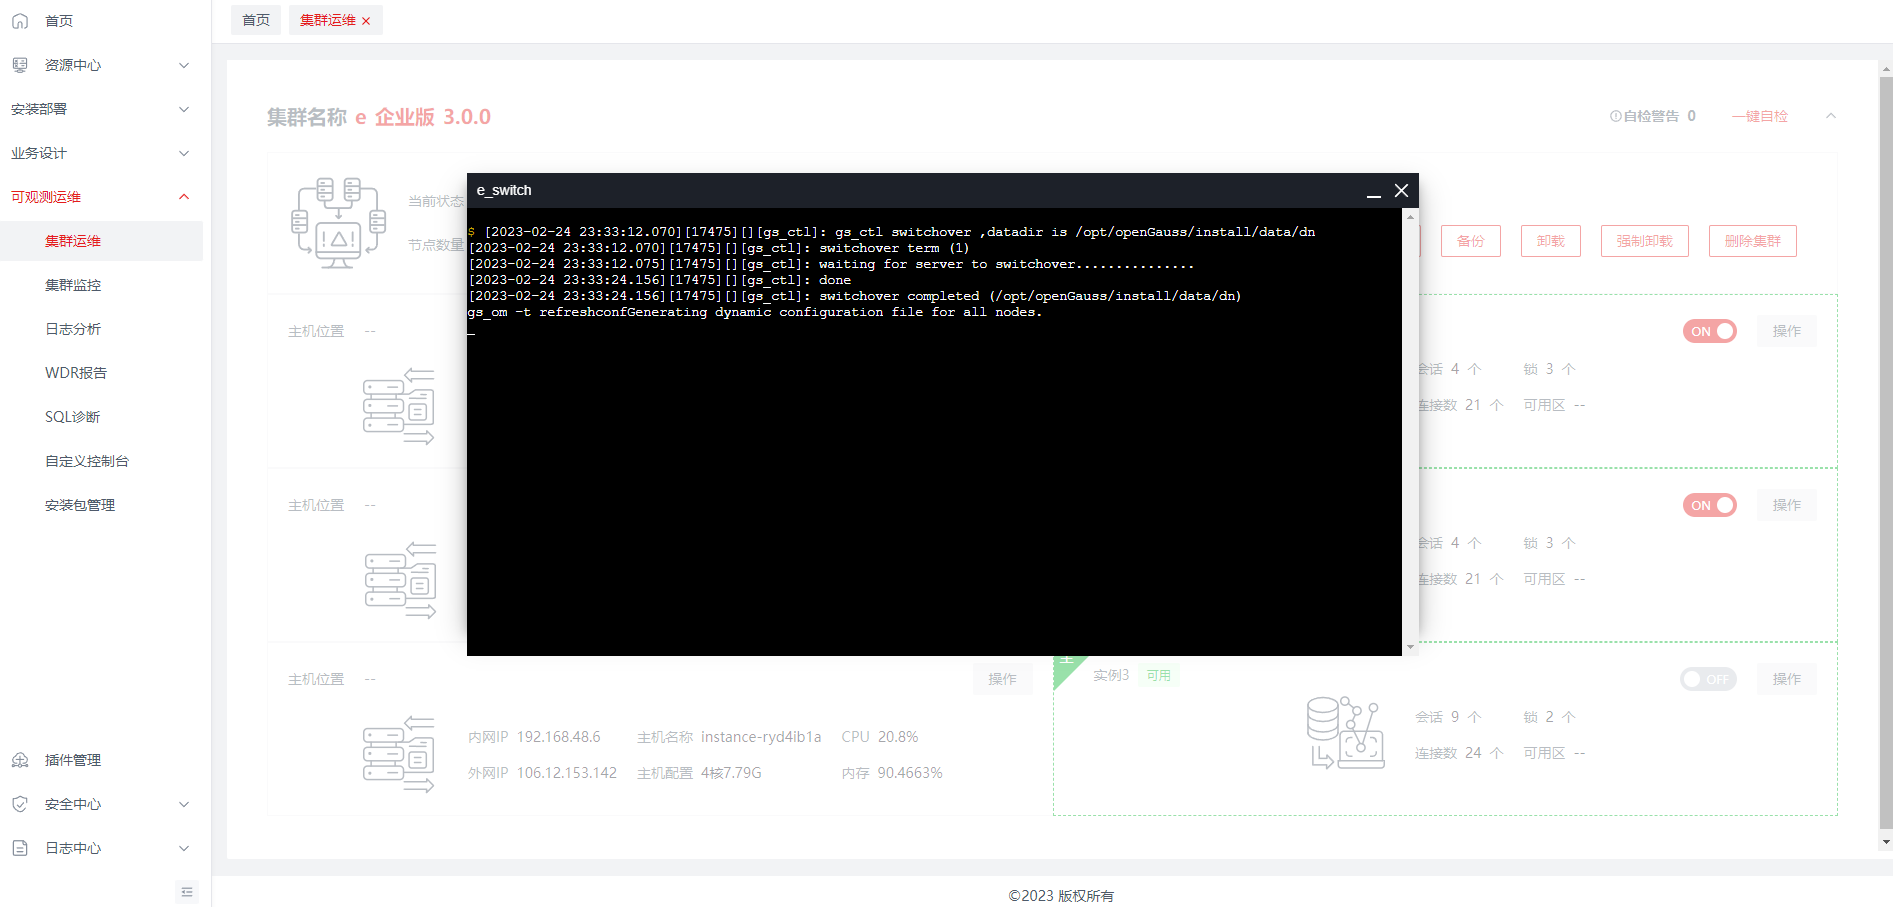 首页
资源中心
安装部署
业务设计
可观测运维
集群运维
集群监控
日志分析
WDR报告
SQL诊断
自定义控制台
安装包管理
插件管理
安全中心
日志中心
首页 集群运维 ×
集群名称 e 企业版 3.0.0
自检警告 0 一键自检
当前状态
节点数量
备份 卸载 强制卸载 删除集群
e_switch
$ [2023-02-24 23:33:12.070][17475][][gs_ctl]: gs_ctl switchover ,datadir is /opt/openGauss/install/data/dn
[2023-02-24 23:33:12.070][17475][][gs_ctl]: switchover term (1)
[2023-02-24 23:33:12.075][17475][][gs_ctl]: waiting for server to switchover...............
[2023-02-24 23:33:24.156][17475][][gs_ctl]: done
[2023-02-24 23:33:24.156][17475][][gs_ctl]: switchover completed (/opt/openGauss/install/data/dn)
gs_om -t refreshconfGenerating dynamic configuration file for all nodes.
主机位置 --
ON 操作
会话 4 个 锁 3 个
连接数 21 个 可用区 --
主机位置 --
ON 操作
会话 4 个 锁 3 个
连接数 21 个 可用区 --
主机位置 --
操作
内网IP 192.168.48.6 主机名称 instance-ryd4ib1a CPU 20.8%
外网IP 106.12.153.142 主机配置 4核7.79G 内存 90.4663%
主 实例3 可用
OFF 操作
会话 9 个 锁 2 个
连接数 24 个 可用区 --
©2023 版权所有